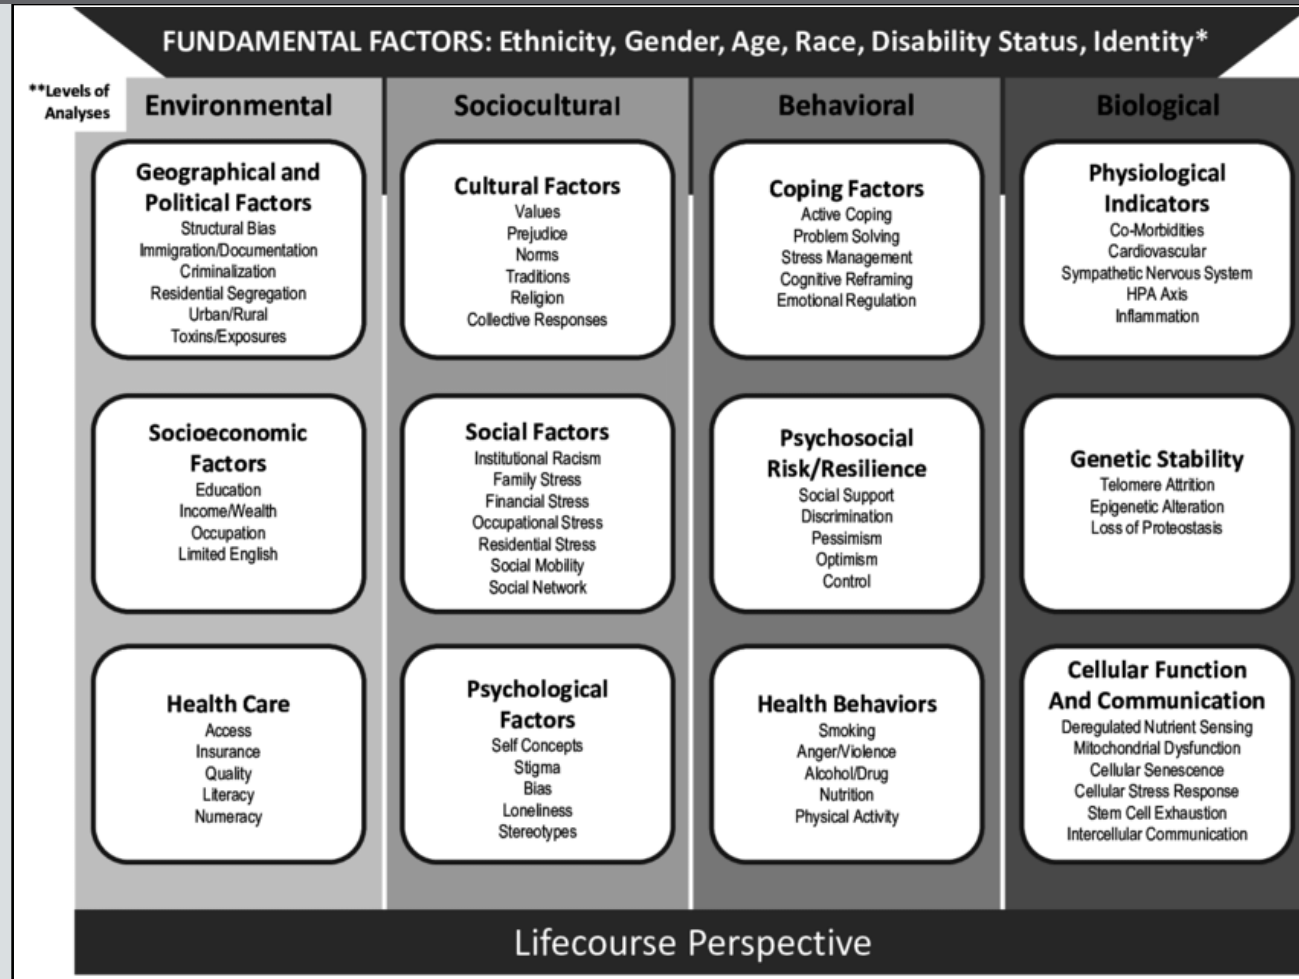 FUNDAMENTAL FACTORS: Ethnicity, Gender, Age, Race, Disability Status, Identity*
**Levels of
Analyses
Environmental
Geographical and
Political Factors
Structural Bias
Immigration/Documentation
Criminalization
Residential Segregation
Urban/Rural
Toxins/Exposures
Socioeconomic
Factors
Education
Income/Wealth
Occupation
Limited English
Health Care
Access
Insurance
Quality
Literacy
Numeracy
Sociocultural
Cultural Factors
Values
Prejudice
Norms
Traditions
Religion
Collective Responses
Social Factors
Institutional Racism
Family Stress
Financial Stress
Occupational Stress
Residential Stress
Social Mobility
Social Network
Psychological
Factors
Self Concepts
Stigma
Bias
Loneliness
Stereotypes
Behavioral
Coping Factors
Active Coping
Problem Solving
Stress Management
Cognitive Reframing
Emotional Regulation
Psychosocial
Risk/Resilience
Social Support
Discrimination
Pessimism
Optimism
Control
Health Behaviors
Smoking
Anger/Violence
Alcohol/Drug
Nutrition
Physical Activity
Biological
Physiological
Indicators
Co-Morbidities
Cardiovascular
Sympathetic Nervous System
HPA Axis
Inflammation
Genetic Stability
Telomere Attrition
Epigenetic Alteration
Loss of Proteostasis
Cellular Function
And Communication
Deregulated Nutrient Sensing
Mitochondrial Dysfunction
Cellular Senescence
Cellular Stress Response
Stem Cell Exhaustion
Intercellular Communication
Lifecourse Perspective